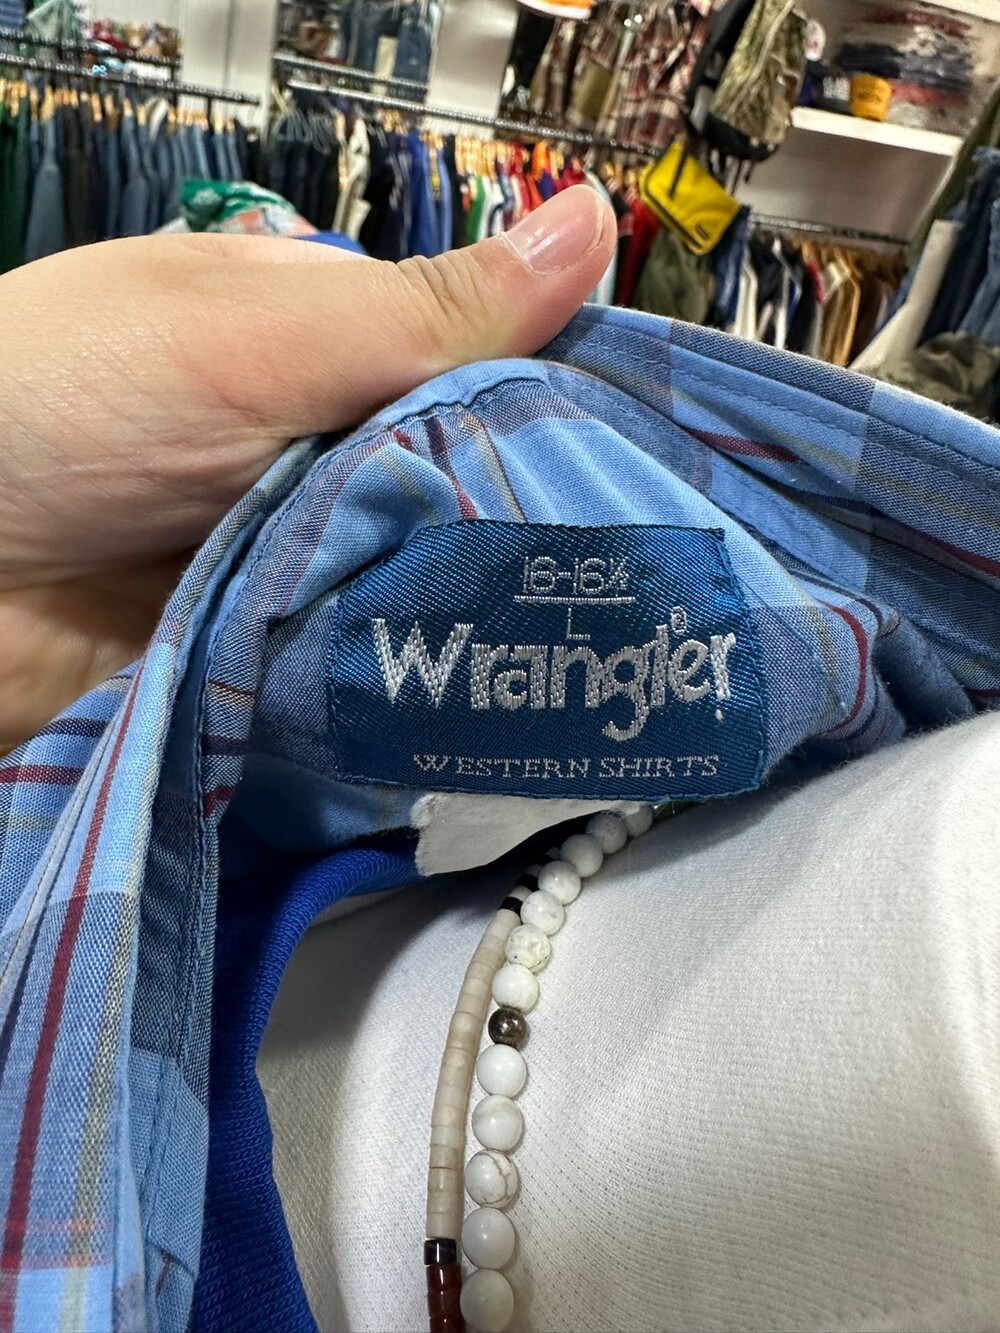 16-16½
L
Wrangler®
WESTERN SHIRTS